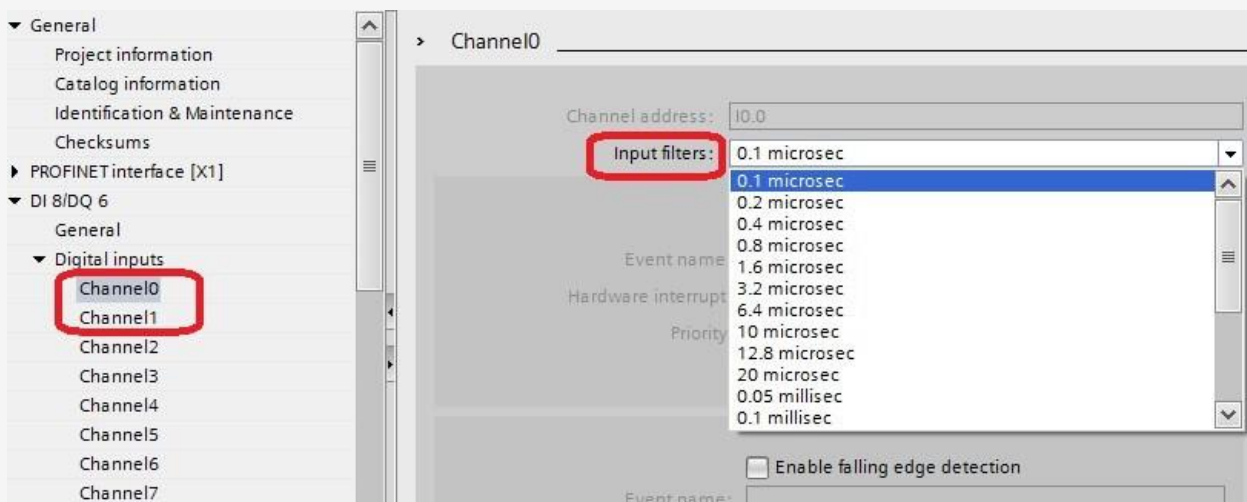 General
Project information
Catalog information
Identification & Maintenance
Checksums
PROFINET interface [X1]
DI 8/DQ 6
General
Digital inputs
Channel0
Channel1
Channel2
Channel3
Channel4
Channel5
Channel6
Channel7
> Channel0
Channel address: I0.0
Input filters: 0.1 microsec
0.1 microsec
0.2 microsec
0.4 microsec
0.8 microsec
1.6 microsec
3.2 microsec
6.4 microsec
10 microsec
12.8 microsec
20 microsec
0.05 millisec
0.1 millisec
Event name
Hardware interrupt
Priority
Enable falling edge detection
Event name: